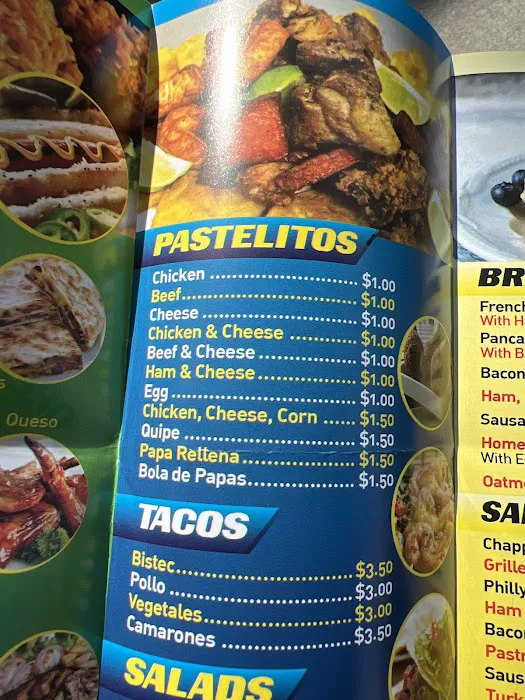 Queso
PASTELITOS
Chicken ........ $1.00
Beef........ $1.00
Cheese ........ $1.00
Chicken & Cheese ........ $1.00
Beef & Cheese ........ $1.00
Ham & Cheese ........ $1.00
Egg ........ $1.00
Chicken, Cheese, Corn ...... $1.50
Quipe ........ $1.50
Papa Rellena ........ $1.50
Bola de Papas ........ $1.50
TACOS
Bistec ........ $3.50
Pollo ........ $3.00
Vegetales ........ $3.00
Camarones ........ $3.50
SALADS
BR
French
With H
Panca
With B
Bacon
Ham,
Sausa
Home
With E
Oatme
SA
Chapp
Grille
Philly
Ham
Bacon
Pastr
Saus
Turk